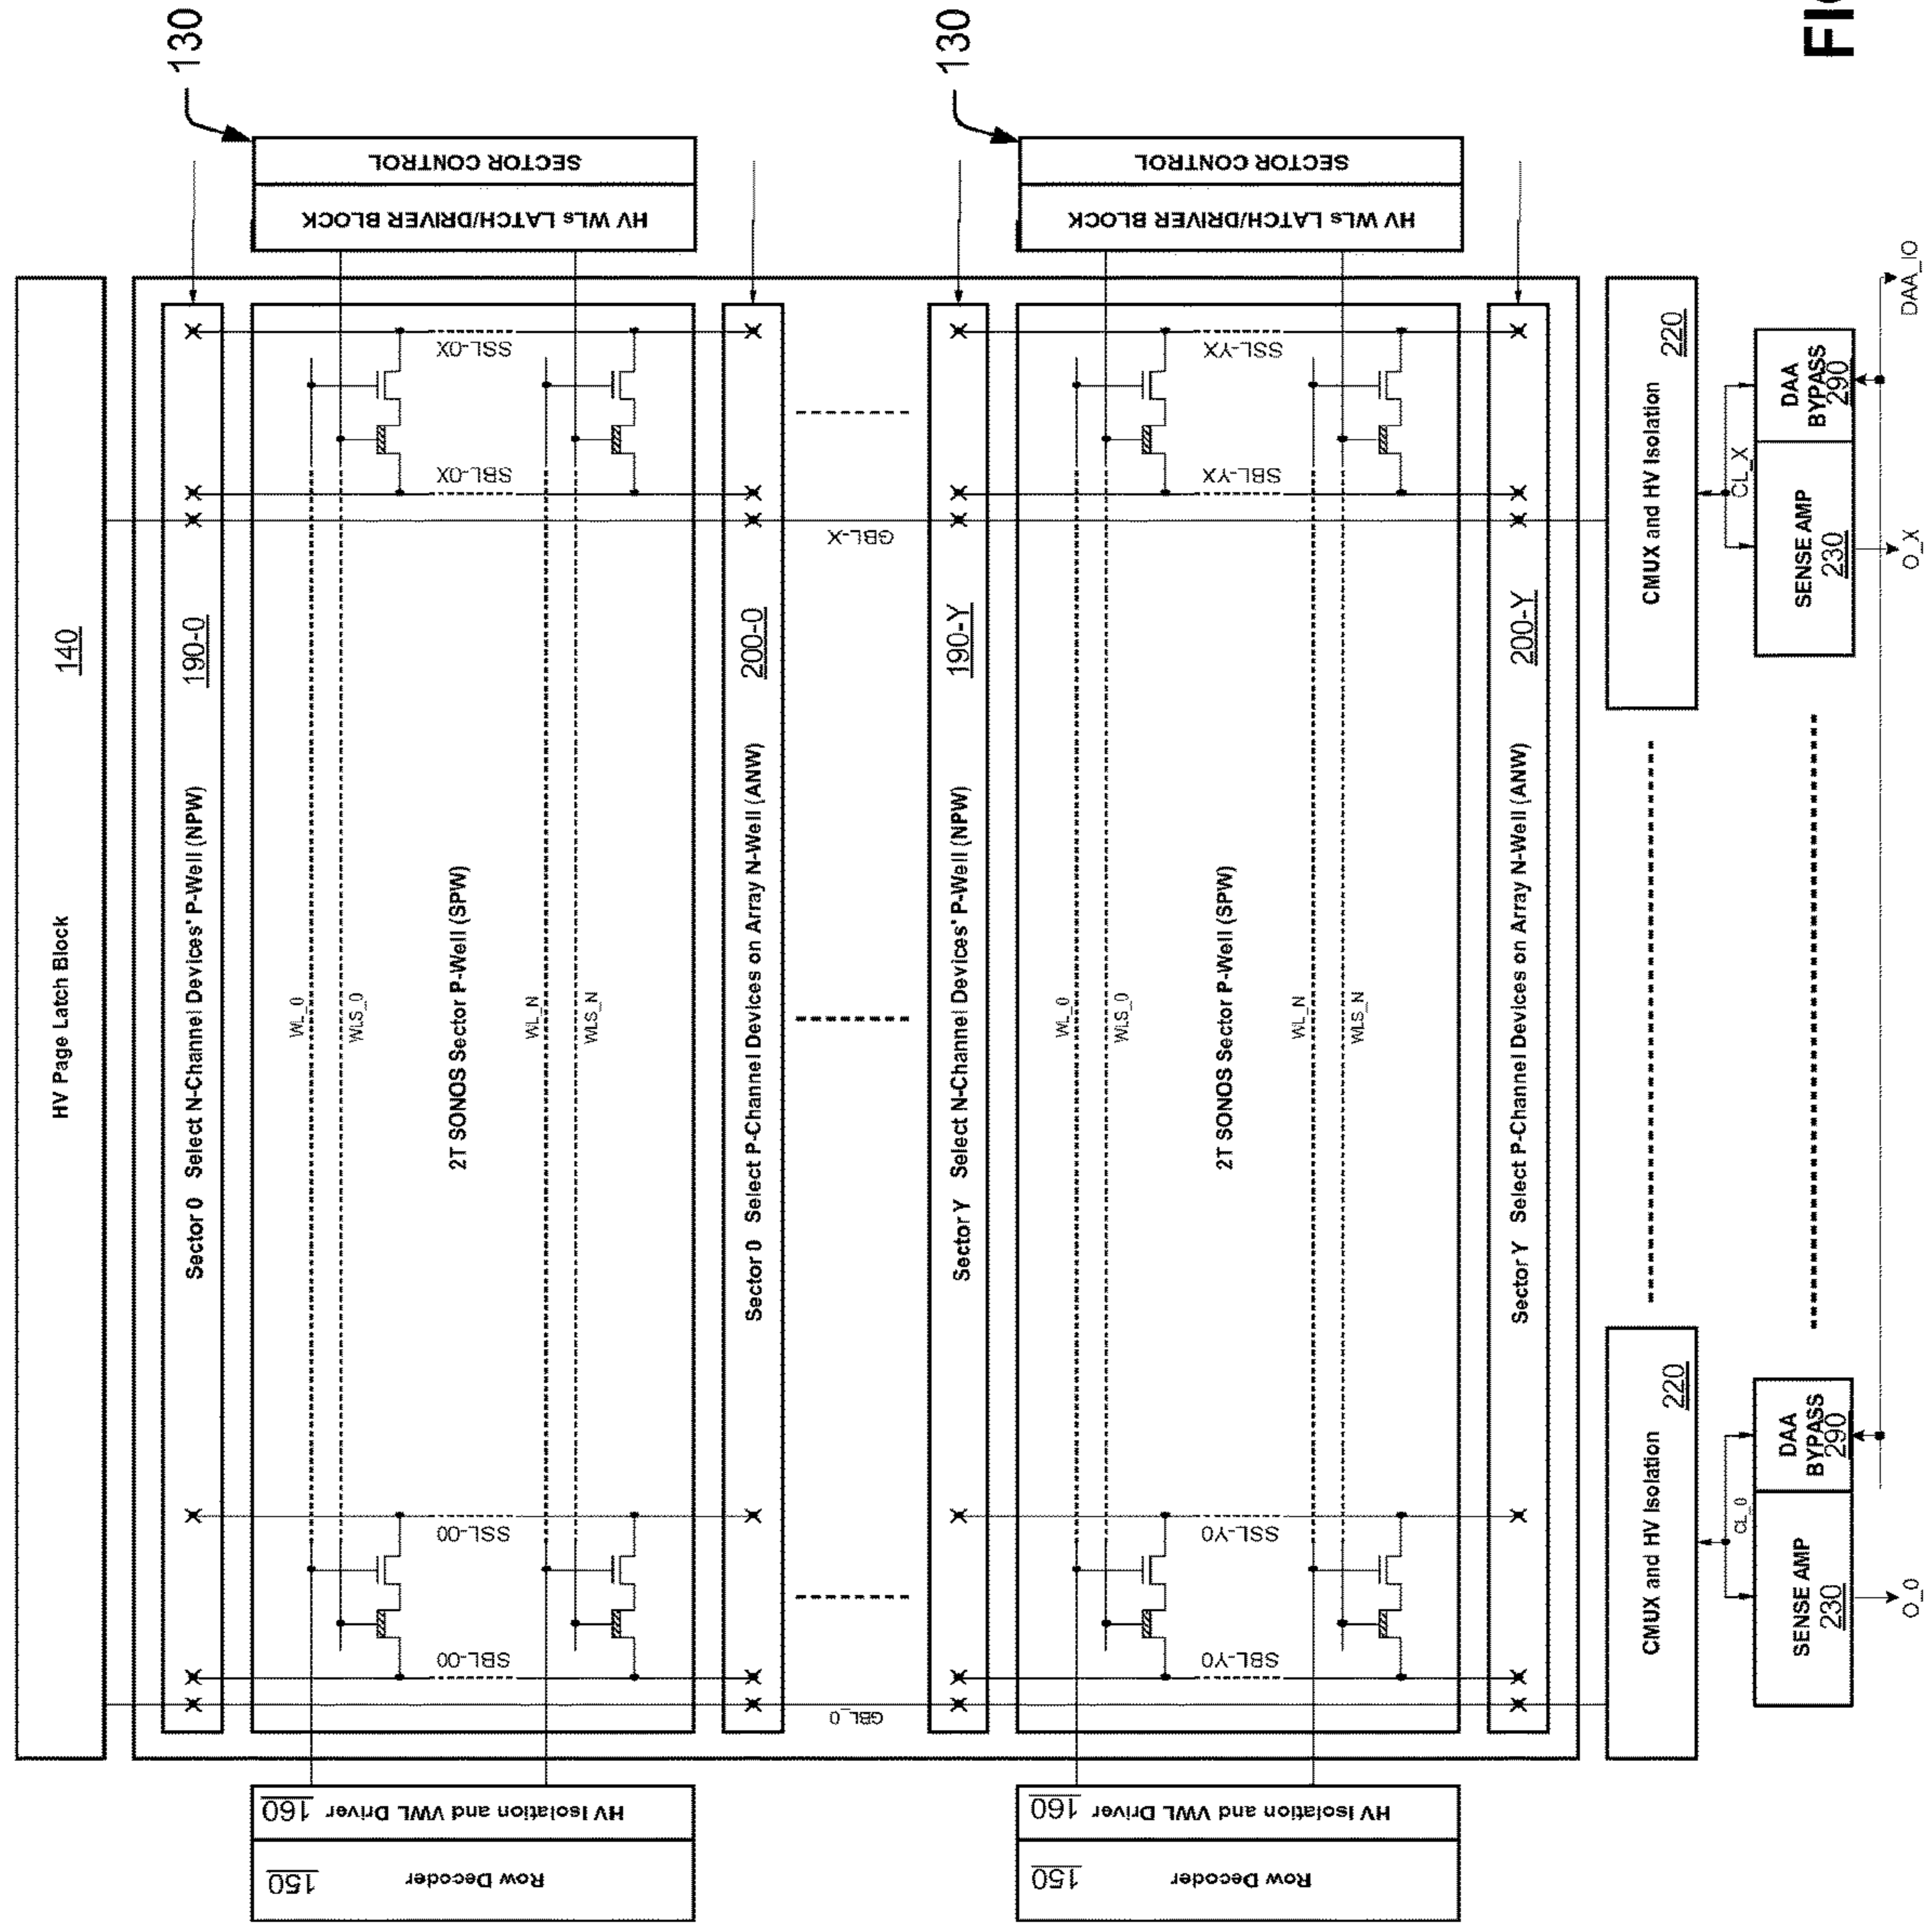 HV Page Latch Block
140
130
Sector 0 Select N-Channel Devices' P-Well (NPW)
190-0
Row Decoder
150
HV Isolation and VWL Driver
160
WL_0
WLS_0
SBL-00
SSL-00
2T SONOS Sector P-Well (SPW)
SBL-0X
SSL-0X
WL_N
WLS_N
HV WLs LATCH/DRIVER BLOCK
SECTOR CONTROL
Sector 0 Select P-Channel Devices on Array N-Well (ANW)
200-0
GBL_0
GBL-X
130
Sector Y Select N-Channel Devices' P-Well (NPW)
190-Y
Row Decoder
150
HV Isolation and VWL Driver
160
WL_0
WLS_0
SBL-Y0
SSL-Y0
2T SONOS Sector P-Well (SPW)
SBL-YX
SSL-YX
WL_N
WLS_N
HV WLs LATCH/DRIVER BLOCK
SECTOR CONTROL
Sector Y Select P-Channel Devices on Array N-Well (ANW)
200-Y
CMUX and HV Isolation
220
CMUX and HV Isolation
220
CL_0
CL_X
SENSE AMP
230
DAA
BYPASS
290
SENSE AMP
230
DAA
BYPASS
290
O_0
O_X
DAA_IO